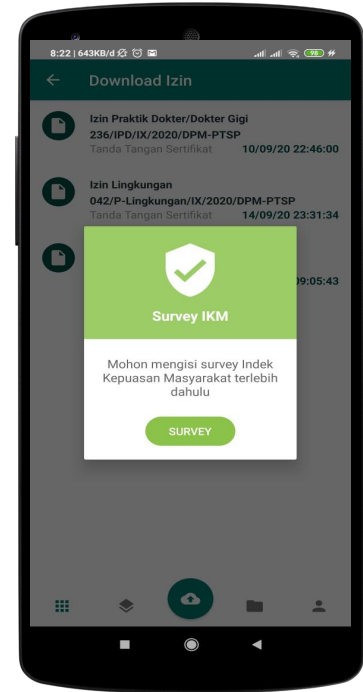 8:22 | 643KB/d
98
Download Izin
Izin Praktik Dokter/Dokter Gigi
236/IPD/IX/2020/DPM-PTSP
Tanda Tangan Sertifikat 10/09/20 22:46:00
Izin Lingkungan
042/P-Lingkungan/IX/2020/DPM-PTSP
Tanda Tangan Sertifikat 14/09/20 23:31:34
09:05:43
Survey IKM
Mohon mengisi survey Indek
Kepuasan Masyarakat terlebih
dahulu
SURVEY